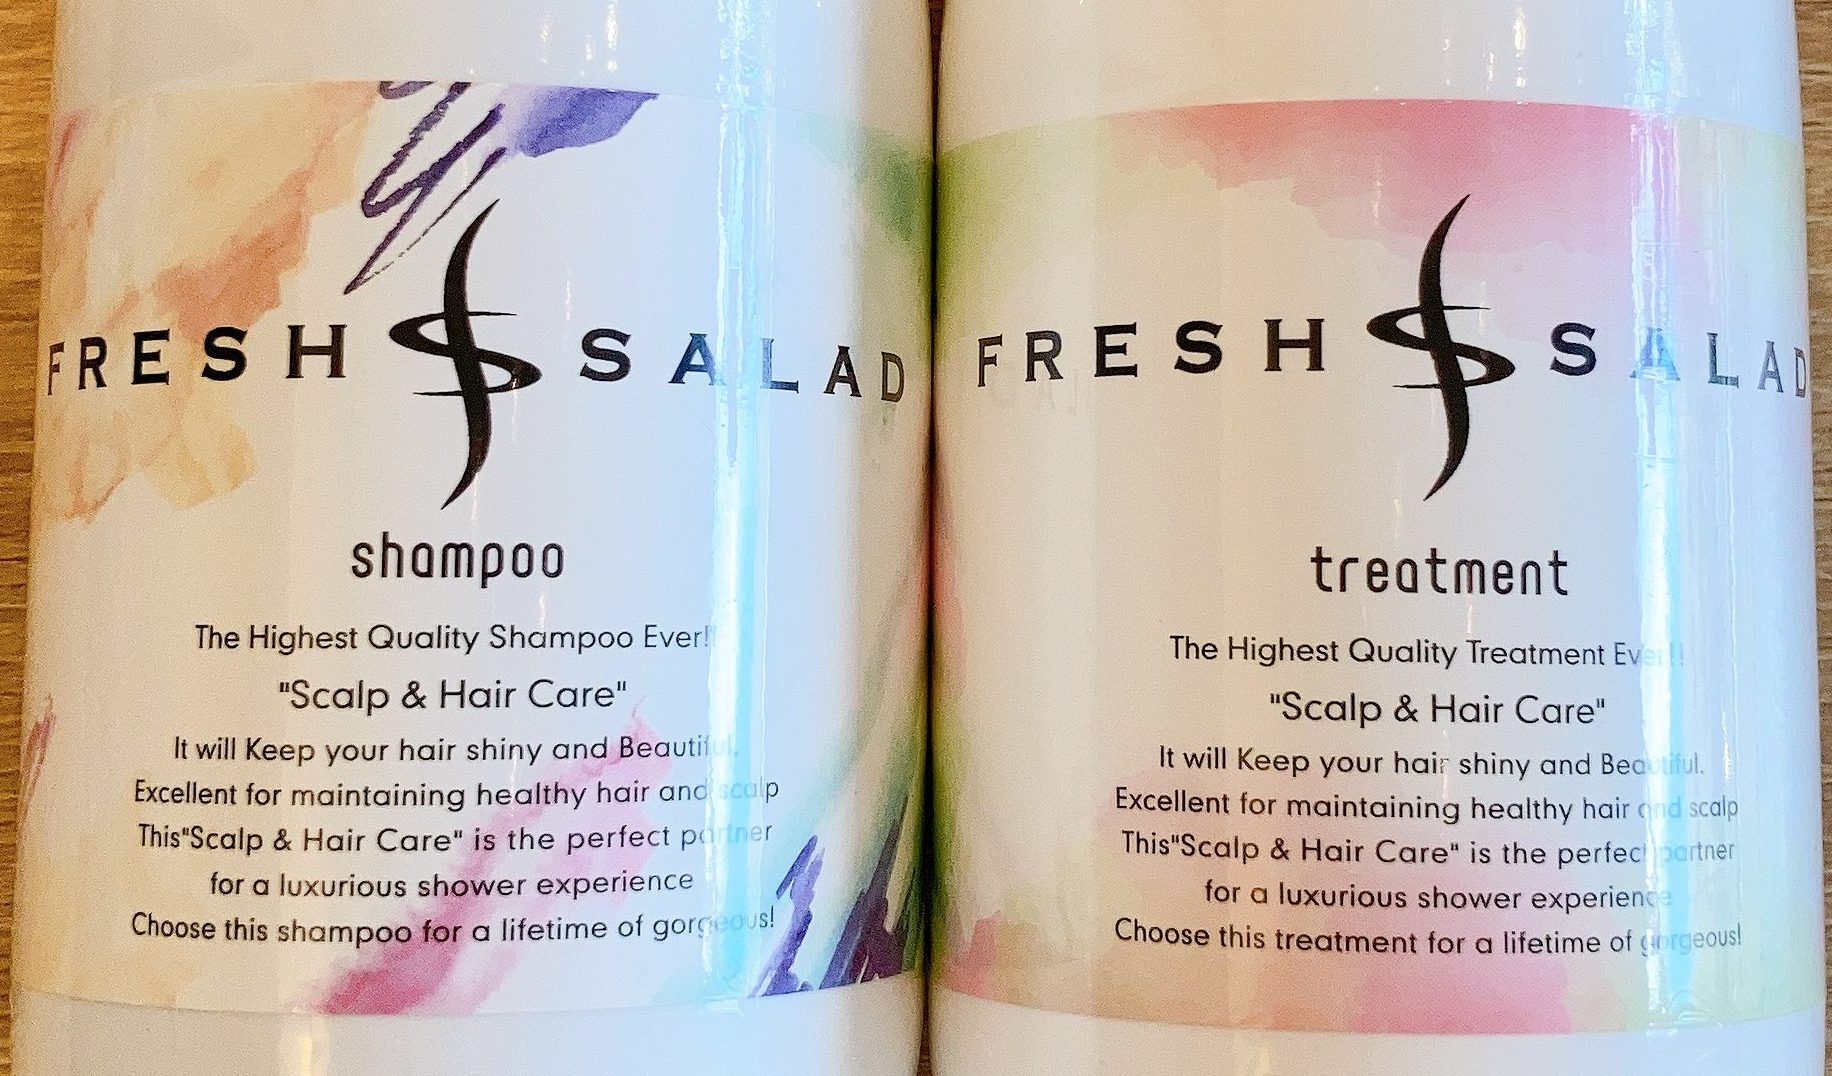 FRESH SALAD
shampoo
The Highest Quality Shampoo Ever!!
"Scalp & Hair Care"
It will Keep your hair shiny and Beautiful.
Excellent for maintaining healthy hair and scalp
This"Scalp & Hair Care" is the perfect partner
for a luxurious shower experience
Choose this shampoo for a lifetime of gorgeous!
FRESH SALAD
treatment
The Highest Quality Treatment Ever!!
"Scalp & Hair Care"
It will Keep your hair shiny and Beautiful.
Excellent for maintaining healthy hair and scalp
This"Scalp & Hair Care" is the perfect partner
for a luxurious shower experience
Choose this treatment for a lifetime of gorgeous!